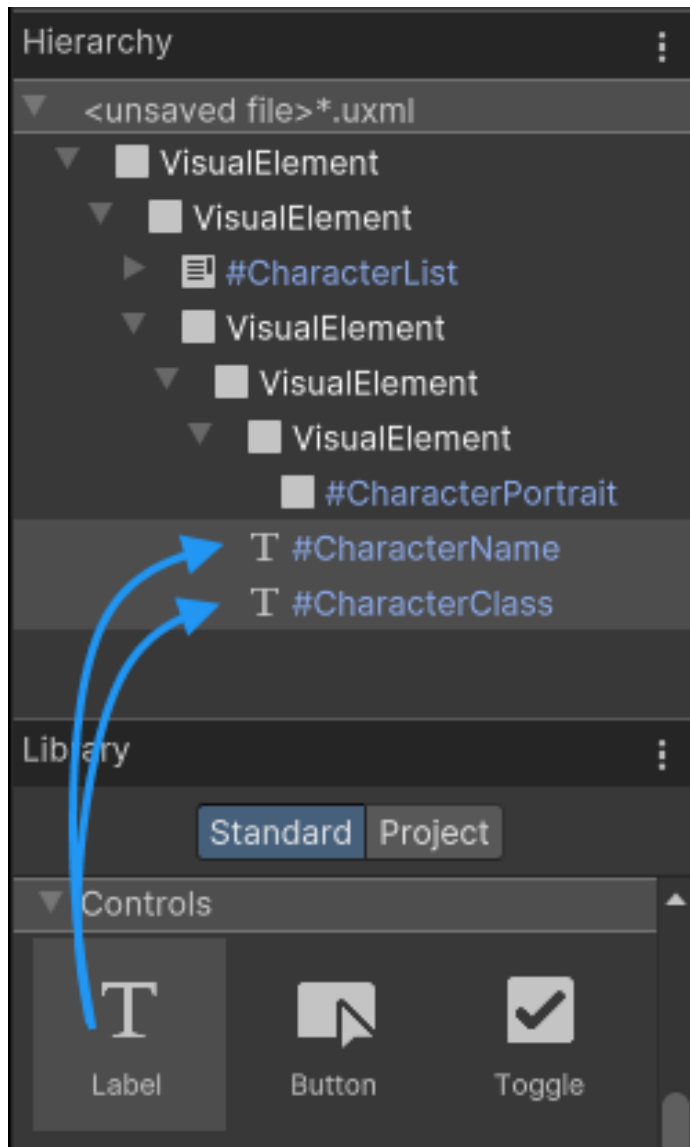 Hierarchy
<unsaved file>*.uxml
VisualElement
VisualElement
#CharacterList
VisualElement
VisualElement
VisualElement
#CharacterPortrait
T #CharacterName
T #CharacterClass
Library
Standard Project
Controls
T
Label Button Toggle